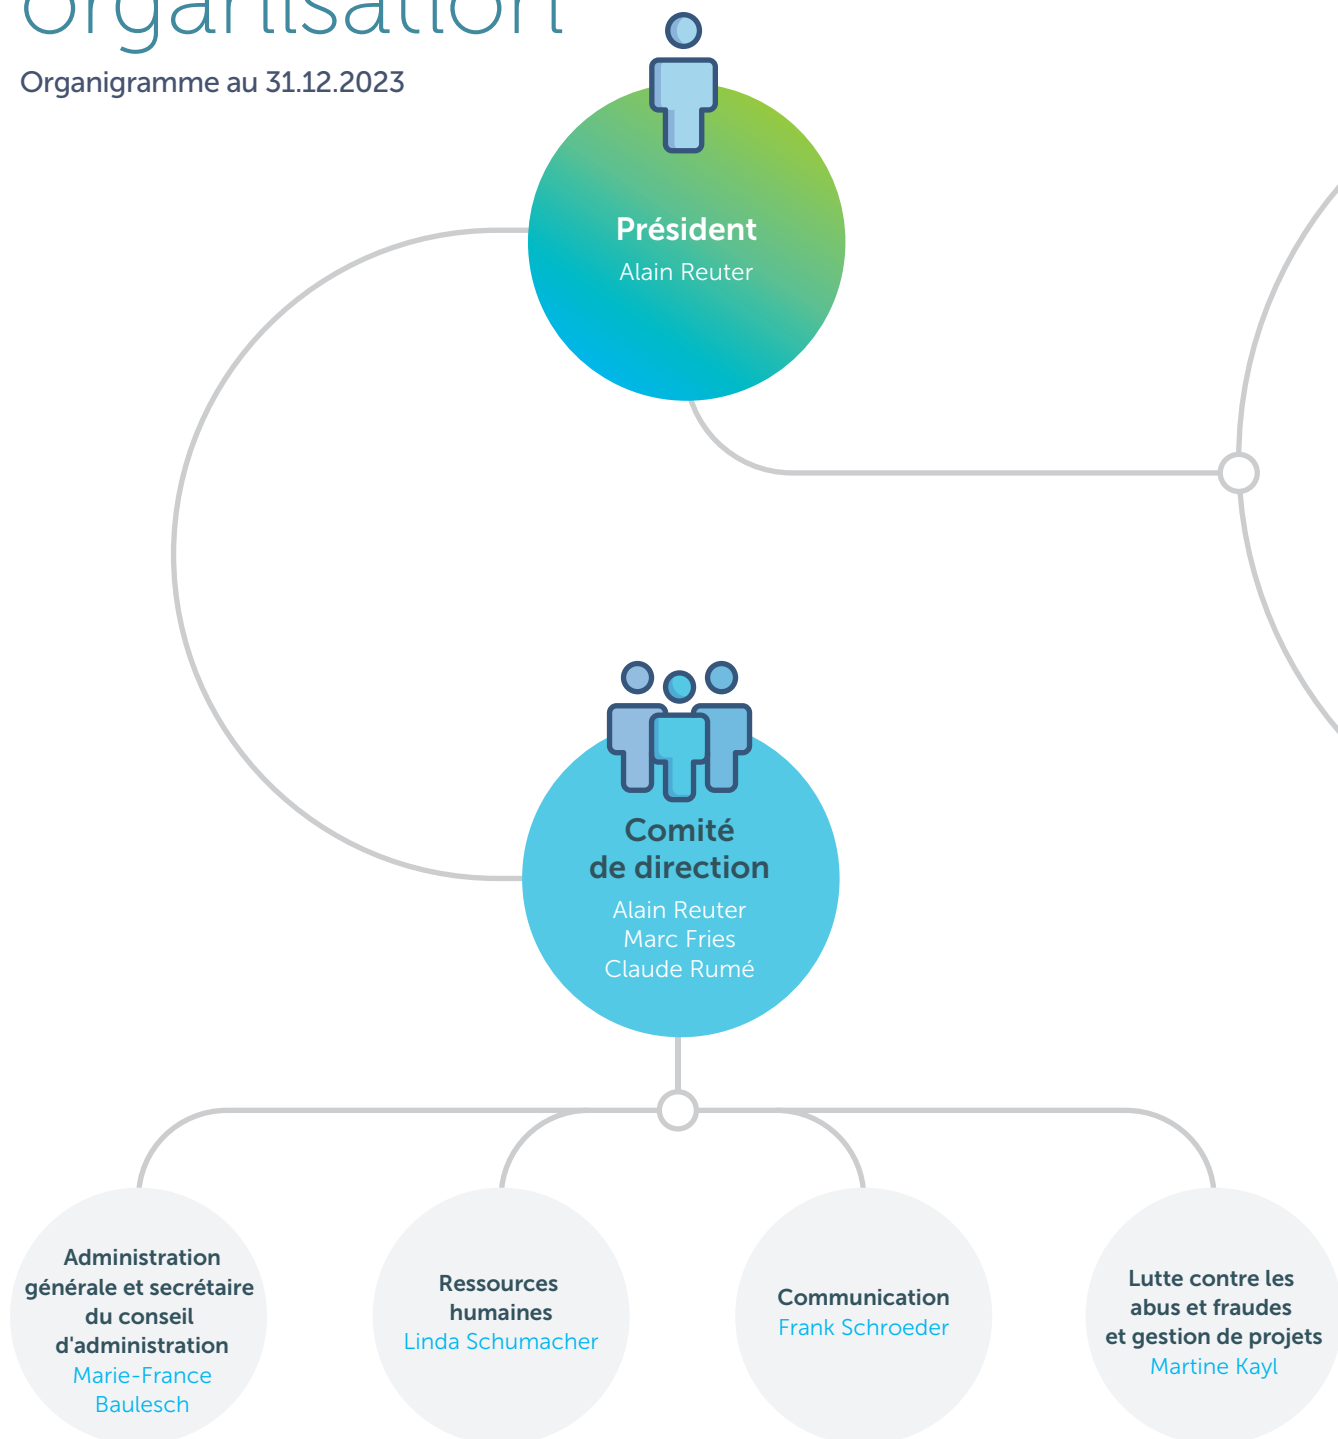 organisation
Organigramme au 31.12.2023
Président
Alain Reuter
Comité
de direction
Alain Reuter
Marc Fries
Claude Rumé
Administration
générale et secrétaire
du conseil
d'administration
Marie-France
Baulesch
Ressources
humaines
Linda Schumacher
Communication
Frank Schroeder
Lutte contre les
abus et fraudes
et gestion de projets
Martine Kayl